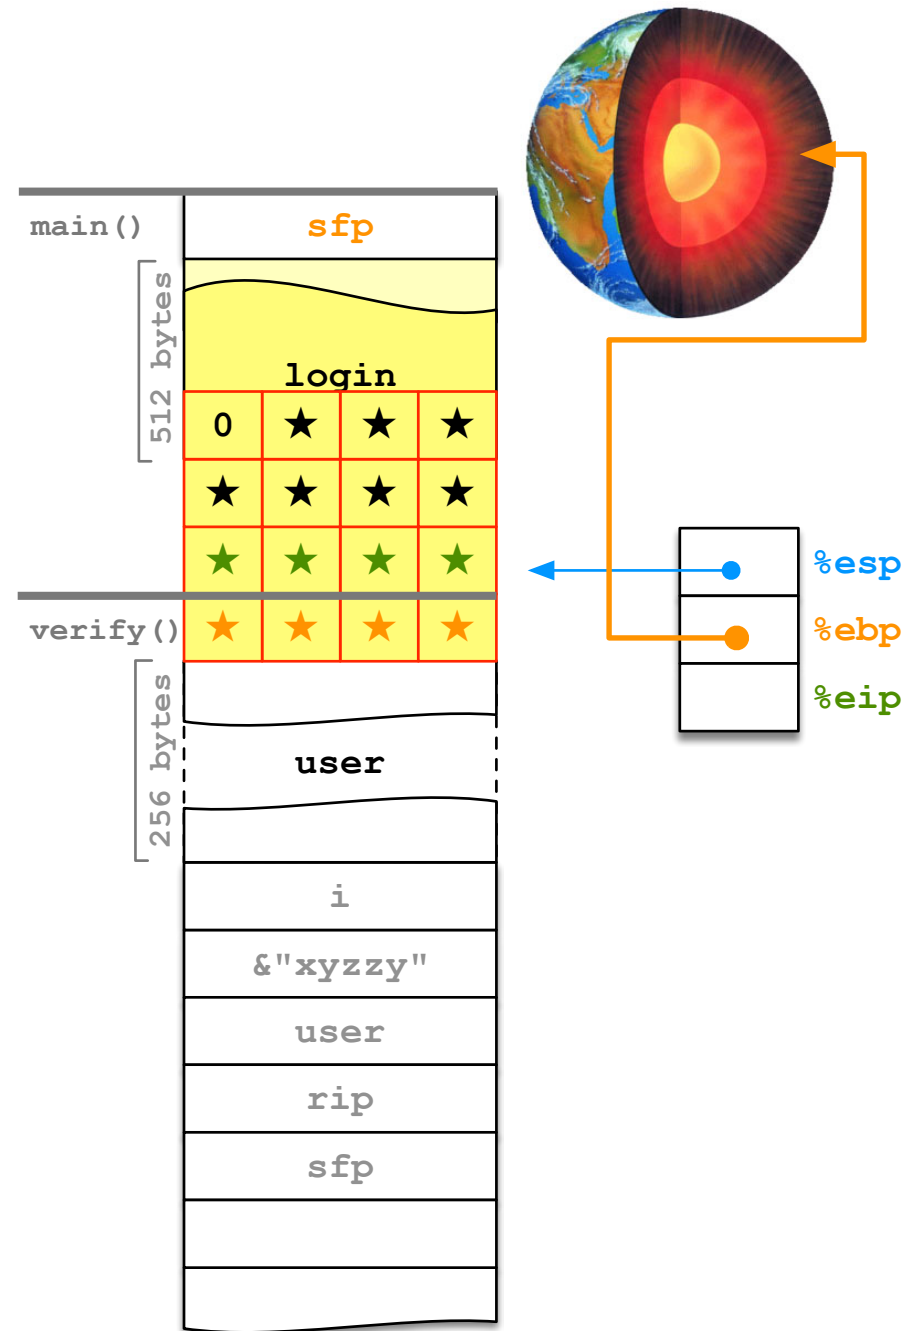 main()
sfp
512 bytes
login
0 ★ ★ ★
★ ★ ★ ★
★ ★ ★ ★
verify()
★ ★ ★ ★
256 bytes
user
i
&"xyzzy"
user
rip
sfp
%esp
%ebp
%eip